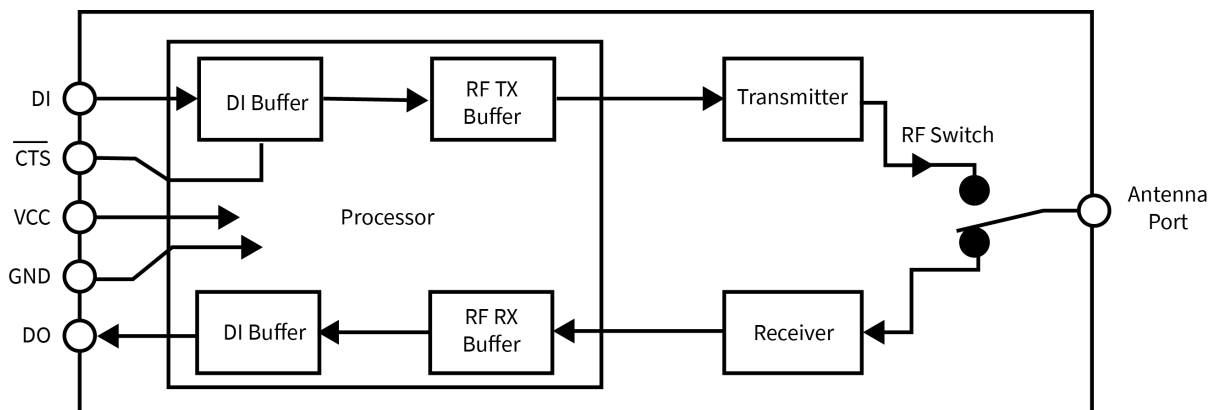 DI
DI Buffer
RF TX
Buffer
Transmitter
CTS
RF Switch
VCC
Processor
Antenna
Port
GND
DO
DI Buffer
RF RX
Buffer
Receiver